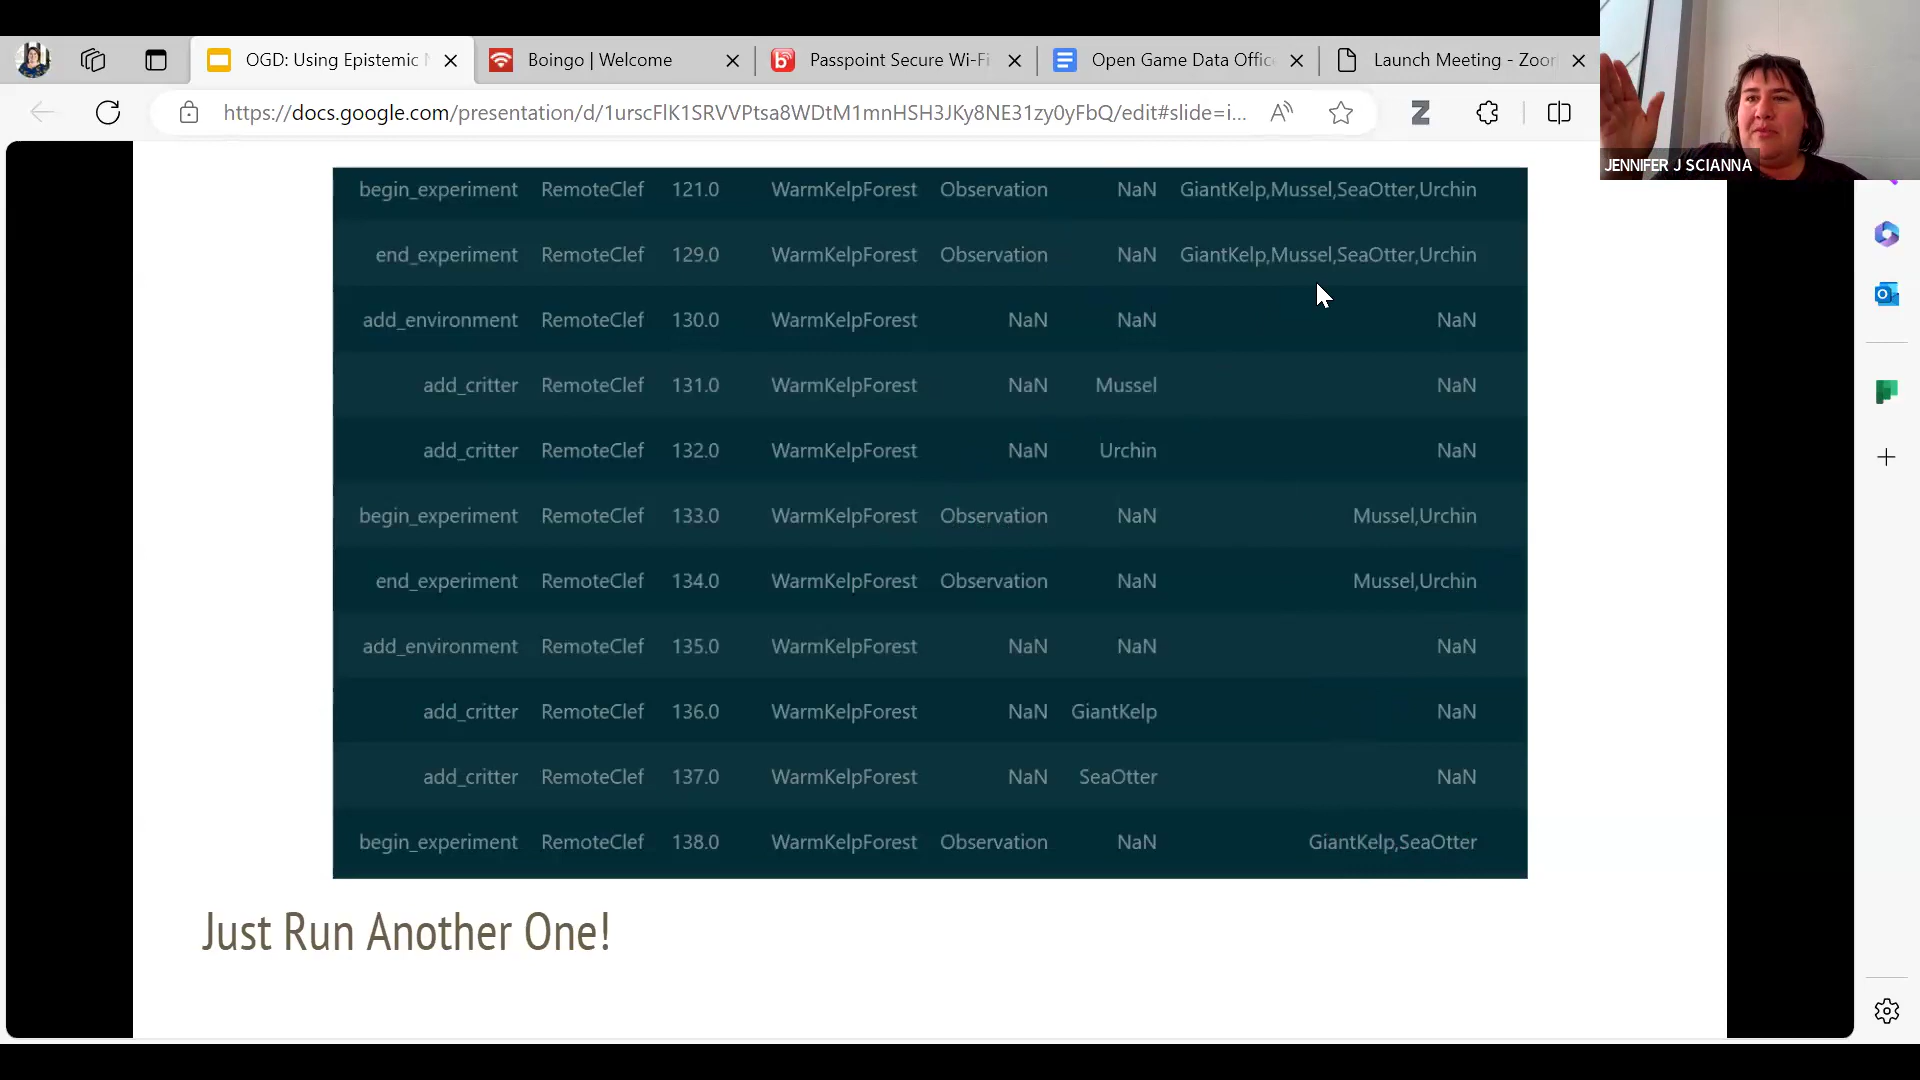 OGD: Using Epistemic N
Boingo | Welcome
Passpoint Secure Wi-Fi
Open Game Data Offic
Launch Meeting - Zoom
https://docs.google.com/presentation/d/1urscFlK1SRVVPtsa8WDtM1mnHSH3JKy8NE31zy0yFbQ/edit#slide=i...
JENNIFER J SCIANNA
begin_experiment RemoteClef 121.0 WarmKelpForest Observation NaN GiantKelp,Mussel,SeaOtter,Urchin
end_experiment RemoteClef 129.0 WarmKelpForest Observation NaN GiantKelp,Mussel,SeaOtter,Urchin
add_environment RemoteClef 130.0 WarmKelpForest NaN NaN NaN
add_critter RemoteClef 131.0 WarmKelpForest NaN Mussel NaN
add_critter RemoteClef 132.0 WarmKelpForest NaN Urchin NaN
begin_experiment RemoteClef 133.0 WarmKelpForest Observation NaN Mussel,Urchin
end_experiment RemoteClef 134.0 WarmKelpForest Observation NaN Mussel,Urchin
add_environment RemoteClef 135.0 WarmKelpForest NaN NaN NaN
add_critter RemoteClef 136.0 WarmKelpForest NaN GiantKelp NaN
add_critter RemoteClef 137.0 WarmKelpForest NaN SeaOtter NaN
begin_experiment RemoteClef 138.0 WarmKelpForest Observation NaN GiantKelp,SeaOtter
Just Run Another One!